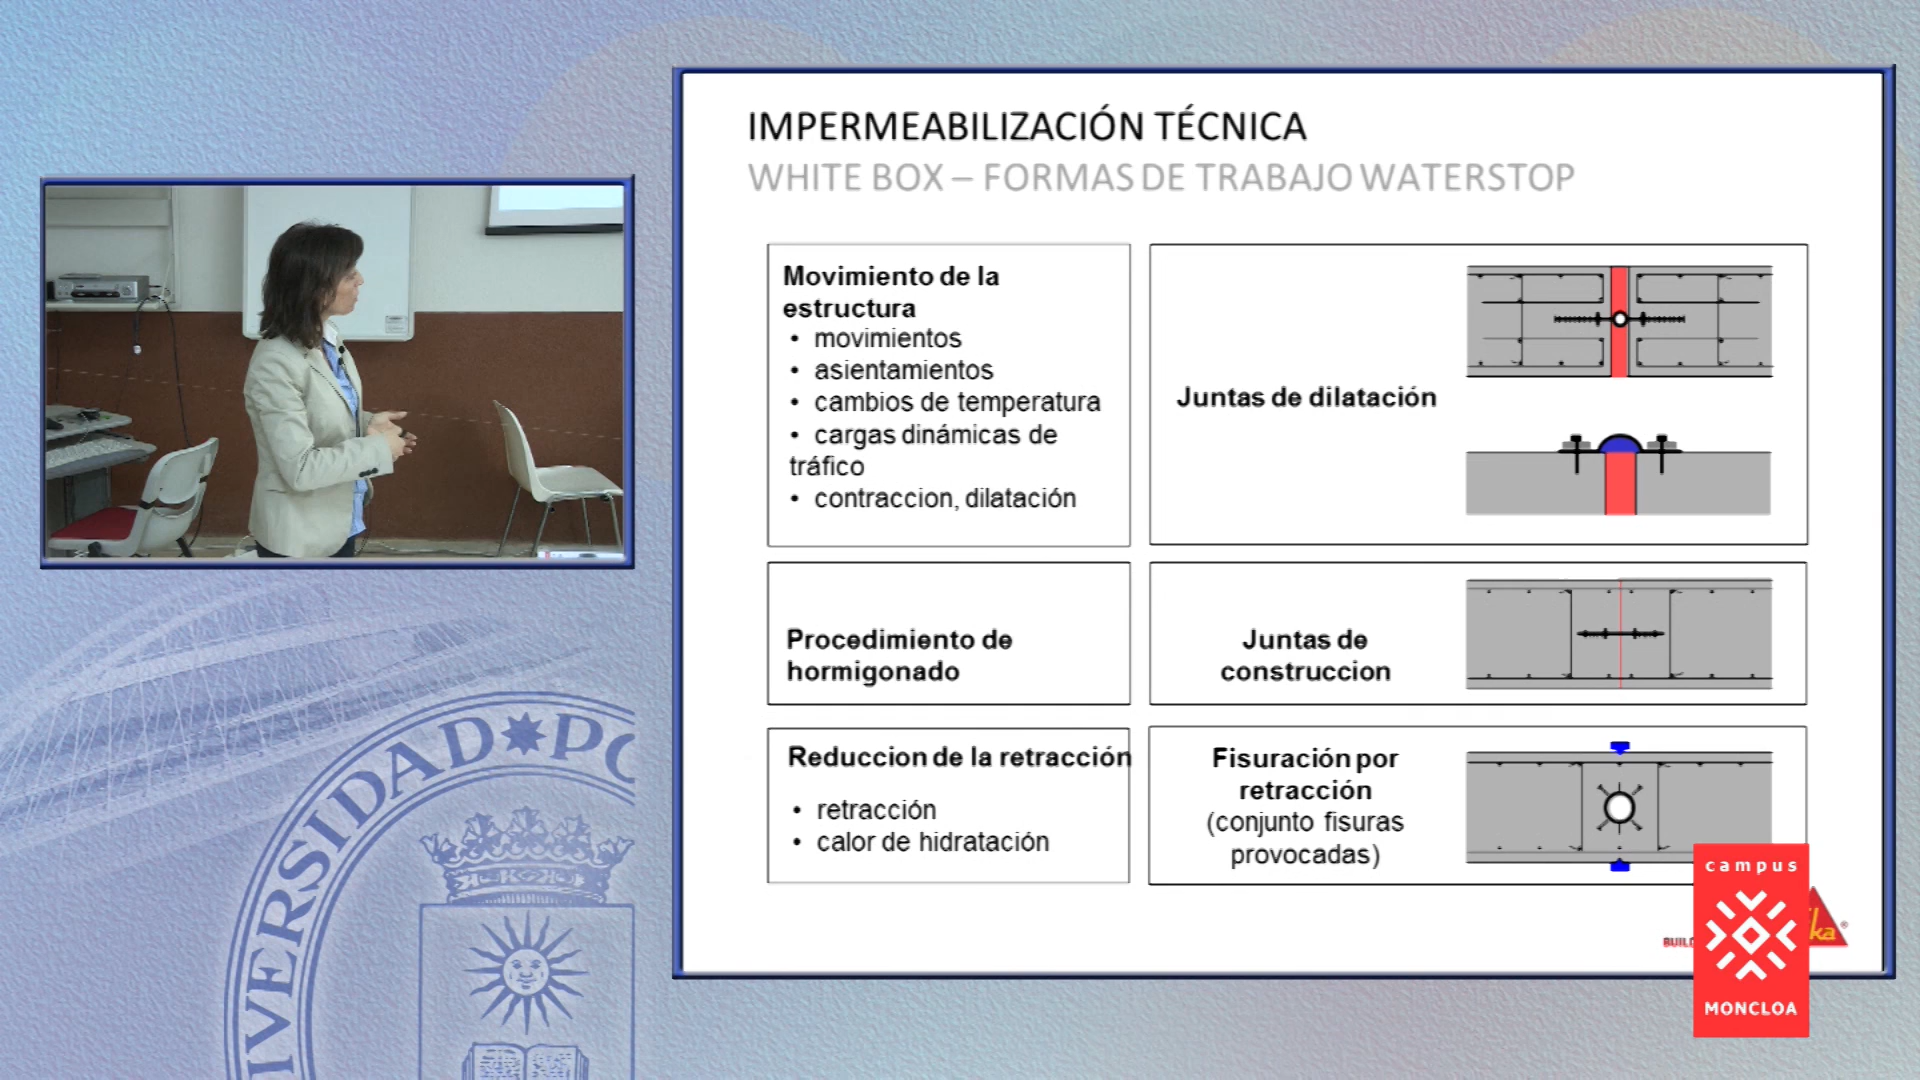 IMPERMEABILIZACIÓN TÉCNICA
WHITE BOX – FORMAS DE TRABAJO WATERSTOP
Movimiento de la
estructura
• movimientos
• asientamientos
• cambios de temperatura
• cargas dinámicas de
tráfico
• contraccion, dilatación
Juntas de dilatación
Procedimiento de
hormigonado
Juntas de
construccion
Reduccion de la retracción
• retracción
• calor de hidratación
Fisuración por
retracción
(conjunto fisuras
provocadas)
campus
MONCLOA